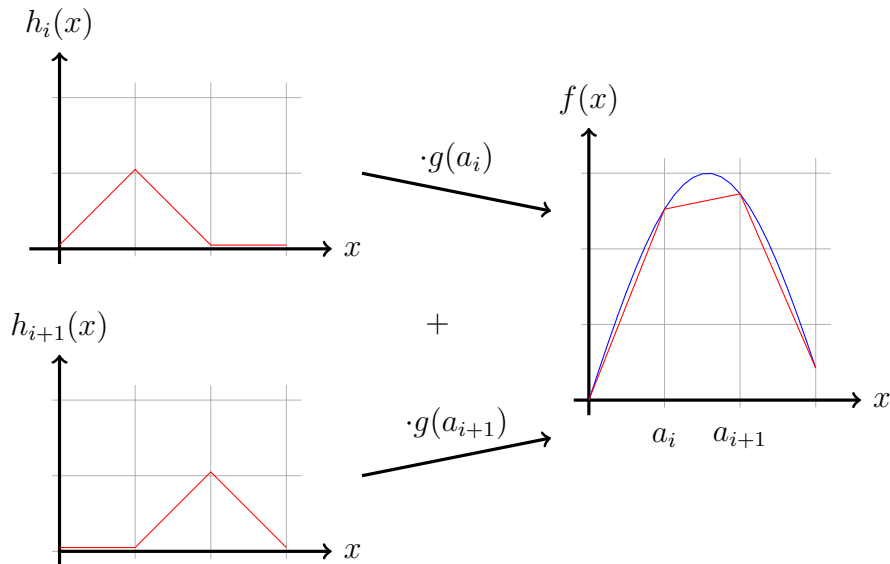 h_i(x)
x
·g(a_i)
h_{i+1}(x)
x
+
·g(a_{i+1})
f(x)
x
a_i
a_{i+1}